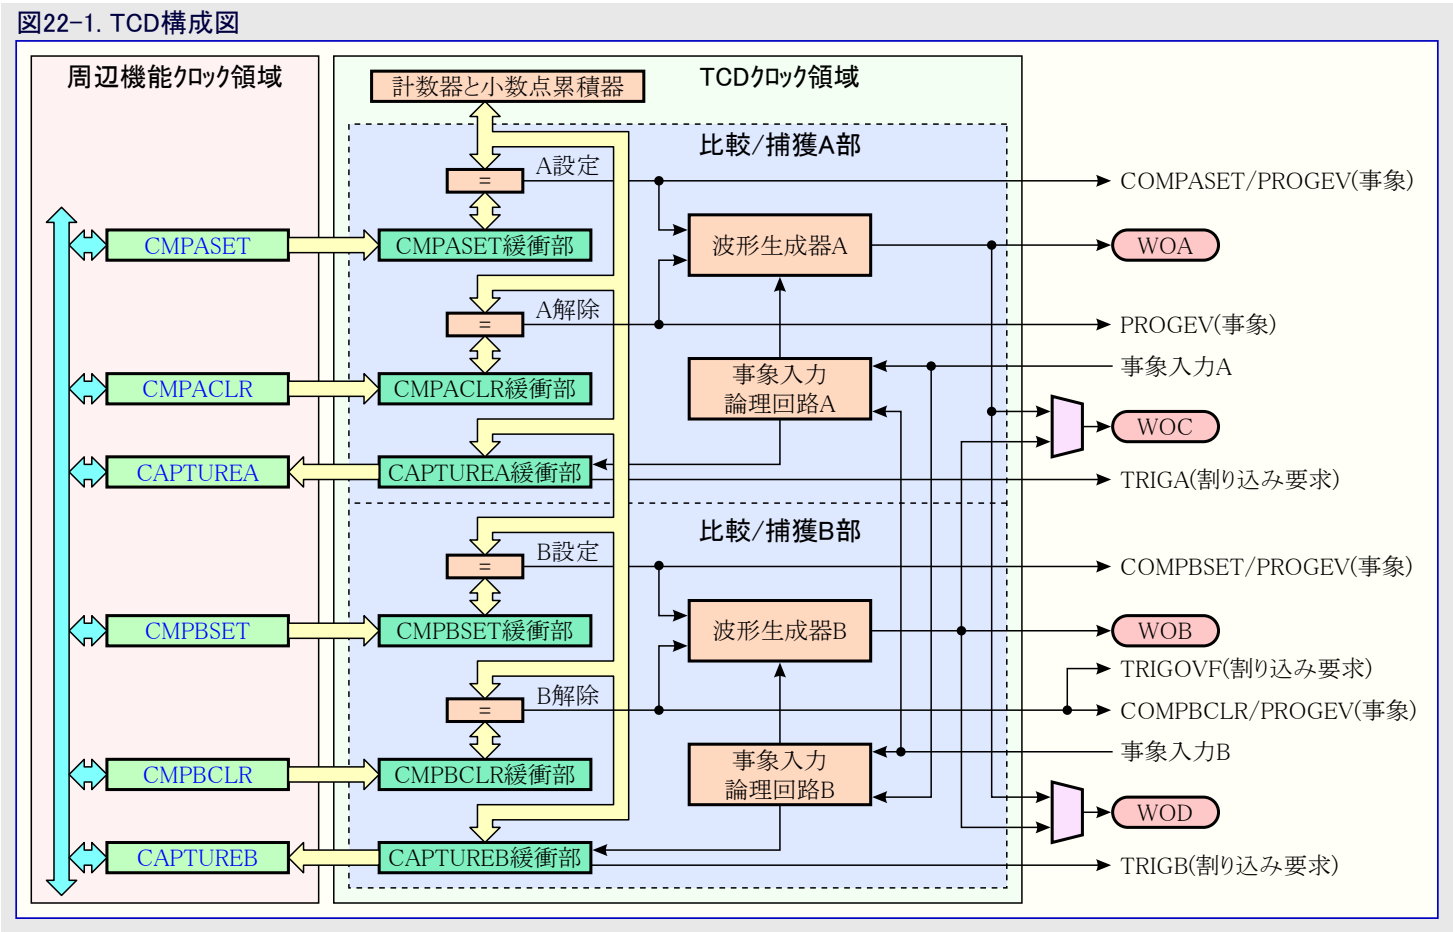 図22-1. TCD構成図
周辺機能クロック領域
TCDクロック領域
計数器と小数点累積器
比較/捕獲A部
=
A設定
COMPASET/PROGEV(事象)
CMPASET
CMPASET緩衝部
波形生成器A
WOA
=
A解除
PROGEV(事象)
CMPACLR
CMPACLR緩衝部
事象入力
論理回路A
事象入力A
WOC
CAPTUREA
CAPTUREA緩衝部
TRIGA(割り込み要求)
比較/捕獲B部
=
B設定
COMPBSET/PROGEV(事象)
CMPBSET
CMPBSET緩衝部
波形生成器B
WOB
TRIGOVF(割り込み要求)
=
B解除
COMPBCLR/PROGEV(事象)
CMPBCLR
CMPBCLR緩衝部
事象入力
論理回路B
事象入力B
WOD
CAPTUREB
CAPTUREB緩衝部
TRIGB(割り込み要求)